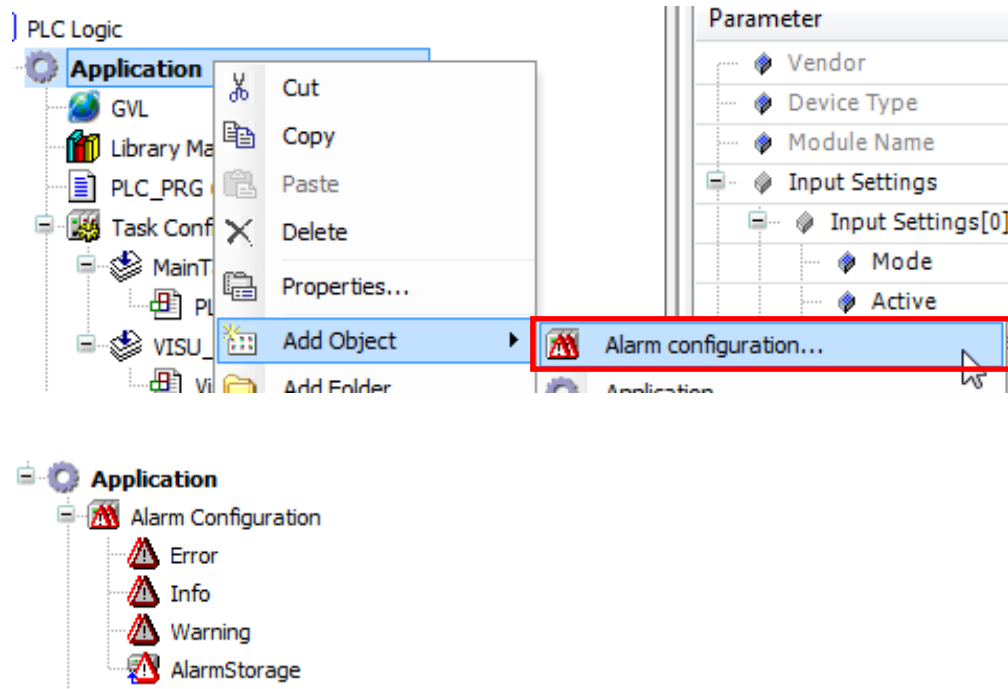 PLC Logic
Application
GVL
Library Ma
PLC_PRG
Task Conf
MainT
PL
VISU_
Vi
Cut
Copy
Paste
Delete
Properties...
Add Object
Add Folder
Alarm configuration...
Application
Parameter
Vendor
Device Type
Module Name
Input Settings
Input Settings[0]
Mode
Active
Application
Alarm Configuration
Error
Info
Warning
AlarmStorage